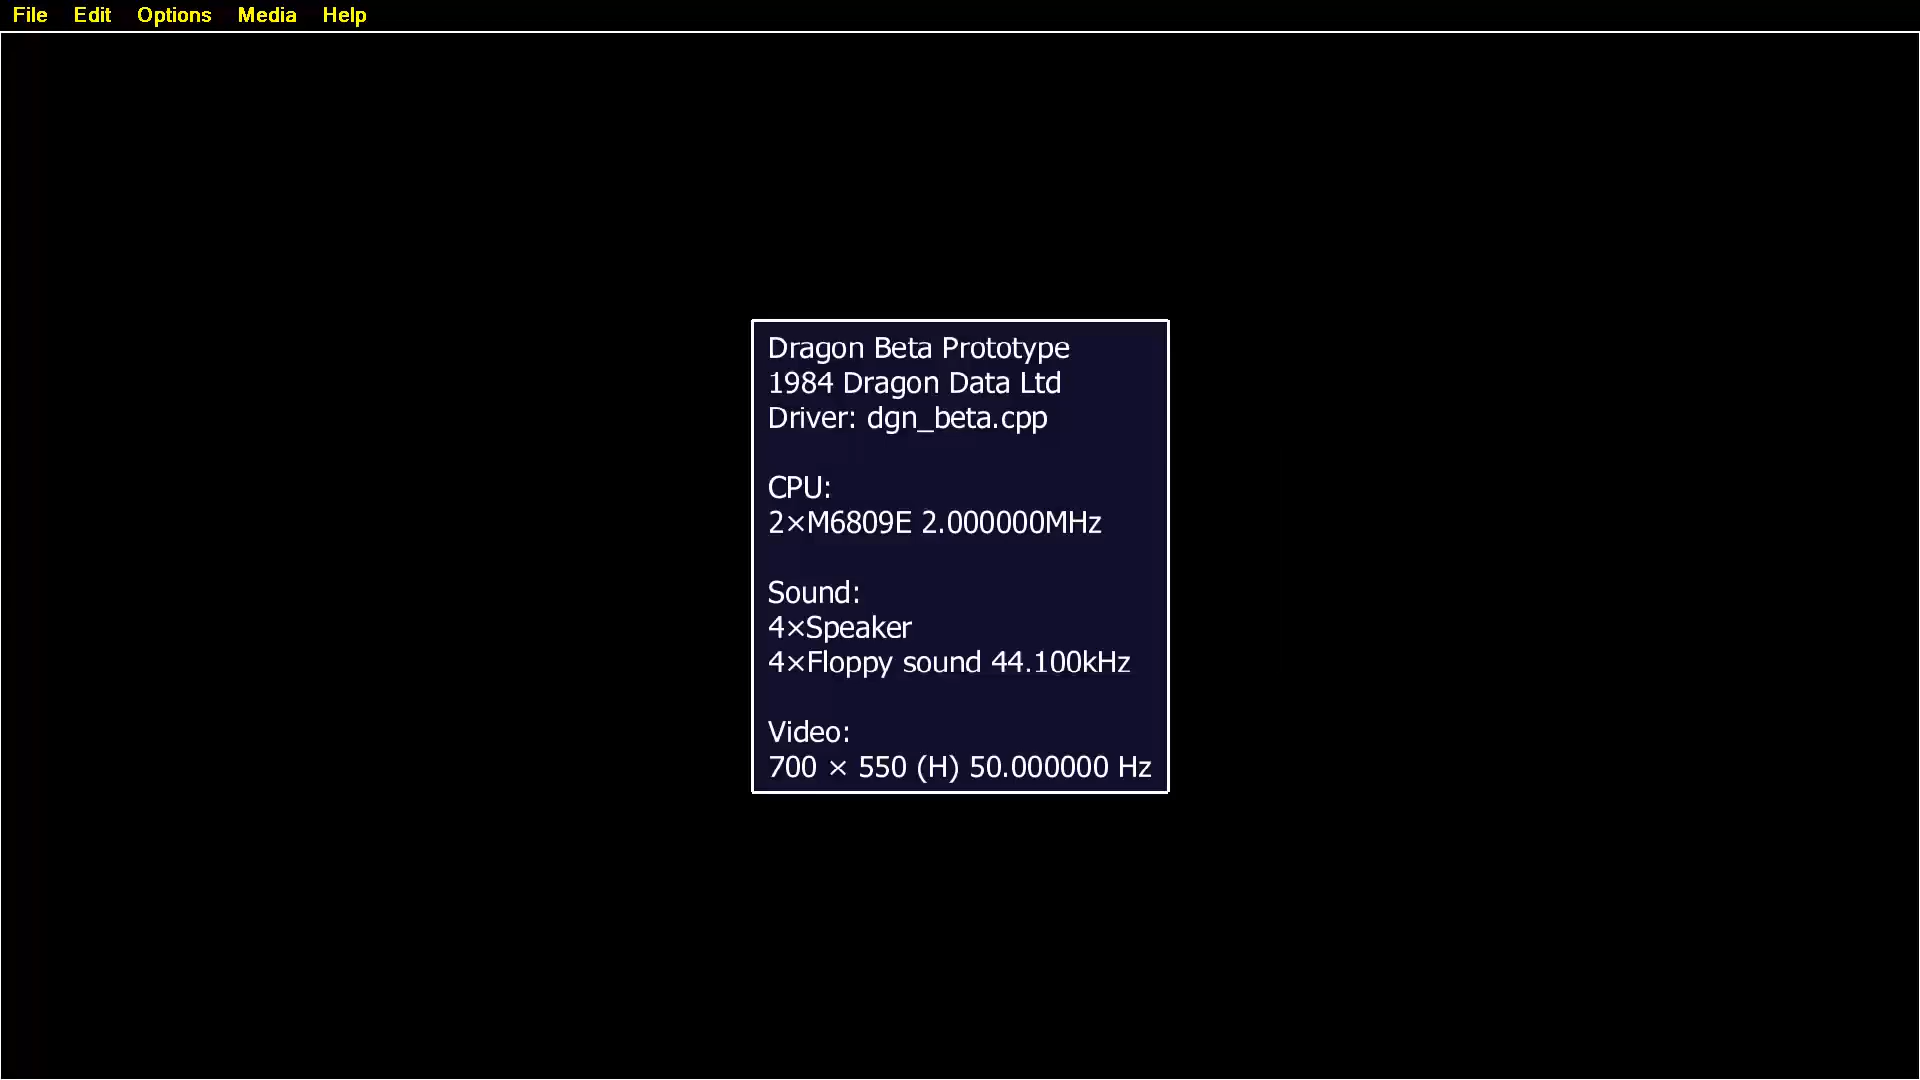 File Edit Options Media Help
Dragon Beta Prototype
1984 Dragon Data Ltd
Driver: dgn_beta.cpp
CPU:
2×M6809E 2.000000MHz
Sound:
4×Speaker
4×Floppy sound 44.100kHz
Video:
700 × 550 (H) 50.000000 Hz